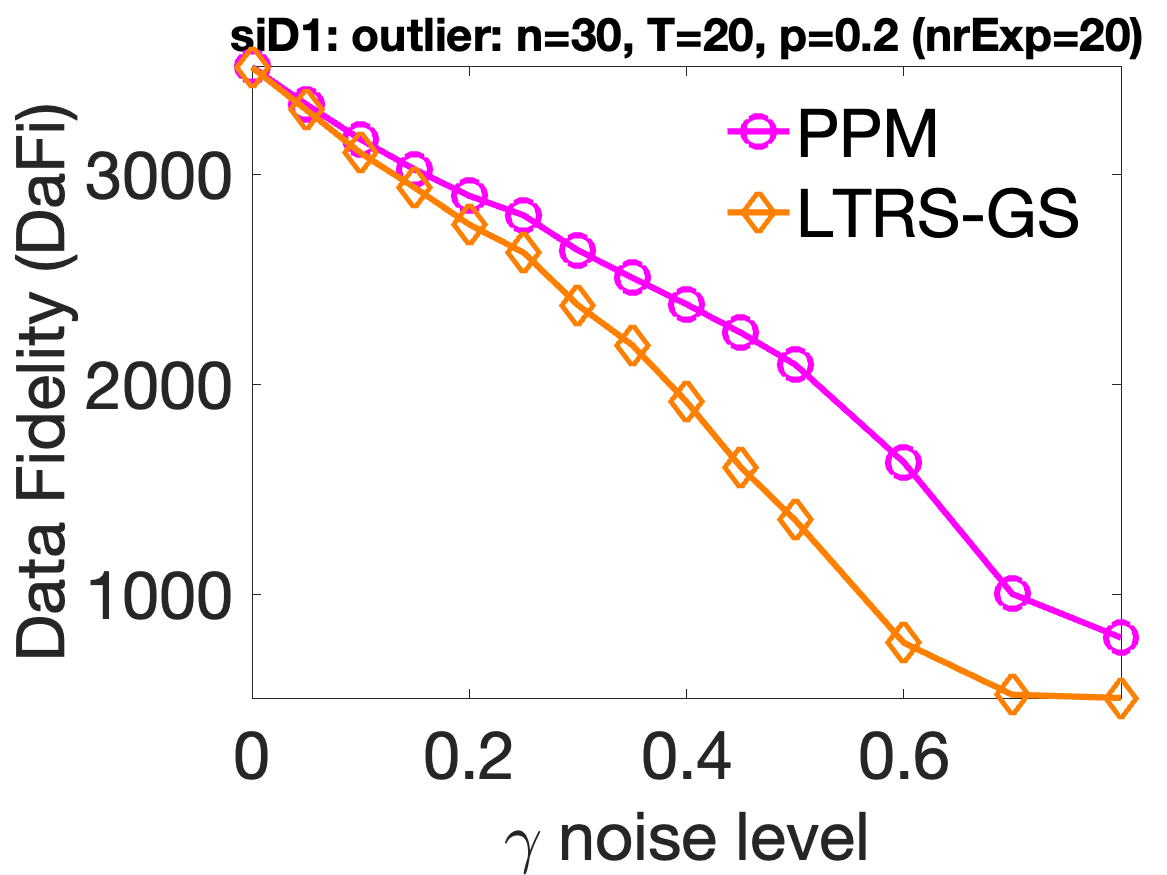 siD1: outlier: n=30, T=20, p=0.2 (nrExp=20)
PPM
LTRS-GS
Data Fidelity (DaFi)
3000
2000
1000
0 0.2 0.4 0.6
γ noise level